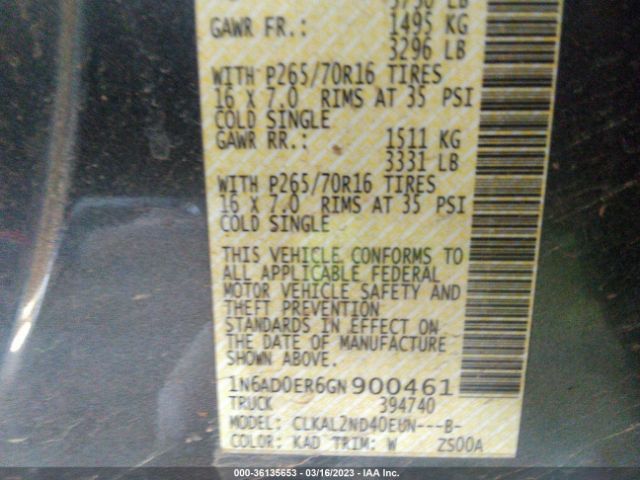 5750 LB
GAWR FR.: 1495 KG
3296 LB
WITH P265/70R16 TIRES
16 X 7.0 RIMS AT 35 PSI
COLD SINGLE
GAWR RR.: 1511 KG
3331 LB
WITH P265/70R16 TIRES
16 X 7.0 RIMS AT 35 PSI
COLD SINGLE
THIS VEHICLE CONFORMS TO
ALL APPLICABLE FEDERAL
MOTOR VEHICLE SAFETY AND
THEFT PREVENTION
STANDARDS IN EFFECT ON
THE DATE OF MANUFACTURE
SHOWN ABOVE.
1N6AD0ER6GN900461
TRUCK 394740
MODEL: CLKAL2ND40EUN---B-
COLOR: KAD TRIM: W ZS00A
000-36135653 - 03/16/2023 - IAA Inc.